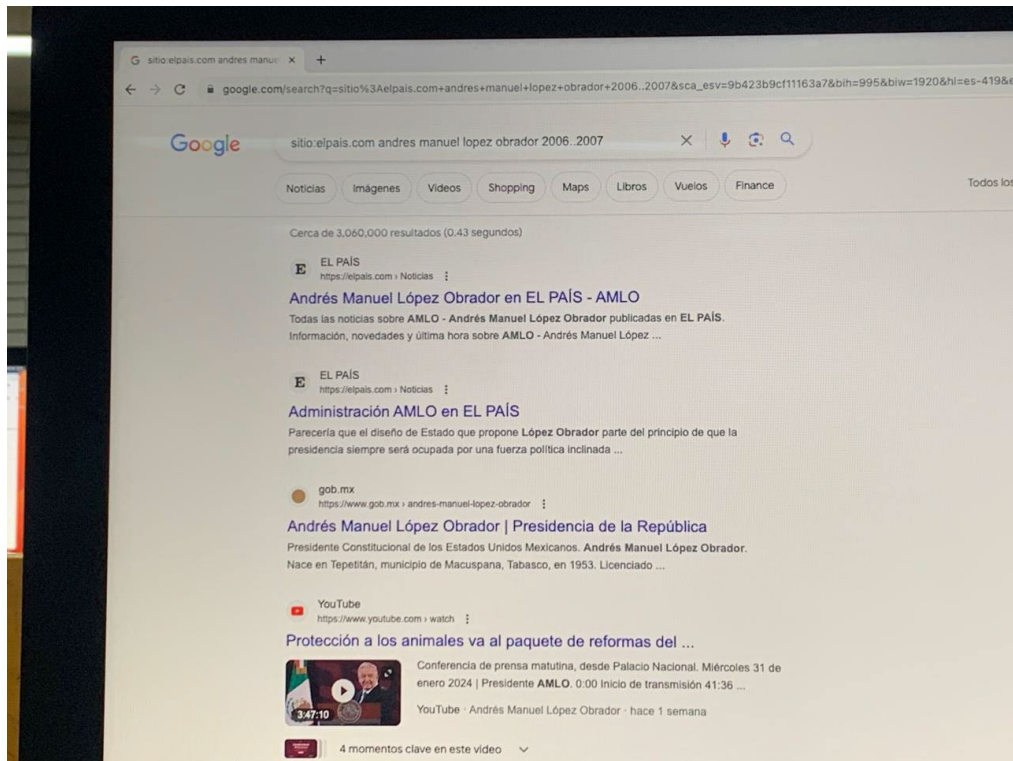 sitio:elpais.com andres manue
google.com/search?q=sitio%3Aelpais.com+andres+manuel+lopez+obrador+2006..2007&sca_esv=9b423b9cf11163a7&bih=995&biw=1920&hl=es-419&e
Google
sitio:elpais.com andres manuel lopez obrador 2006..2007
Noticias Imágenes Videos Shopping Maps Libros Vuelos Finance Todos los
Cerca de 3,060,000 resultados (0.43 segundos)
E EL PAÍS
https://elpais.com › Noticias
Andrés Manuel López Obrador en EL PAÍS - AMLO
Todas las noticias sobre AMLO - Andrés Manuel López Obrador publicadas en EL PAÍS.
Información, novedades y última hora sobre AMLO - Andrés Manuel López ...
E EL PAÍS
https://elpais.com › Noticias
Administración AMLO en EL PAÍS
Parecería que el diseño de Estado que propone López Obrador parte del principio de que la
presidencia siempre será ocupada por una fuerza política inclinada ...
gob.mx
https://www.gob.mx › andres-manuel-lopez-obrador
Andrés Manuel López Obrador | Presidencia de la República
Presidente Constitucional de los Estados Unidos Mexicanos. Andrés Manuel López Obrador.
Nace en Tepetitán, municipio de Macuspana, Tabasco, en 1953. Licenciado ...
YouTube
https://www.youtube.com › watch
Protección a los animales va al paquete de reformas del ...
Conferencia de prensa matutina, desde Palacio Nacional. Miércoles 31 de
enero 2024 | Presidente AMLO. 0:00 Inicio de transmisión 41:36 ...
3:47:10
YouTube · Andrés Manuel López Obrador · hace 1 semana
4 momentos clave en este video